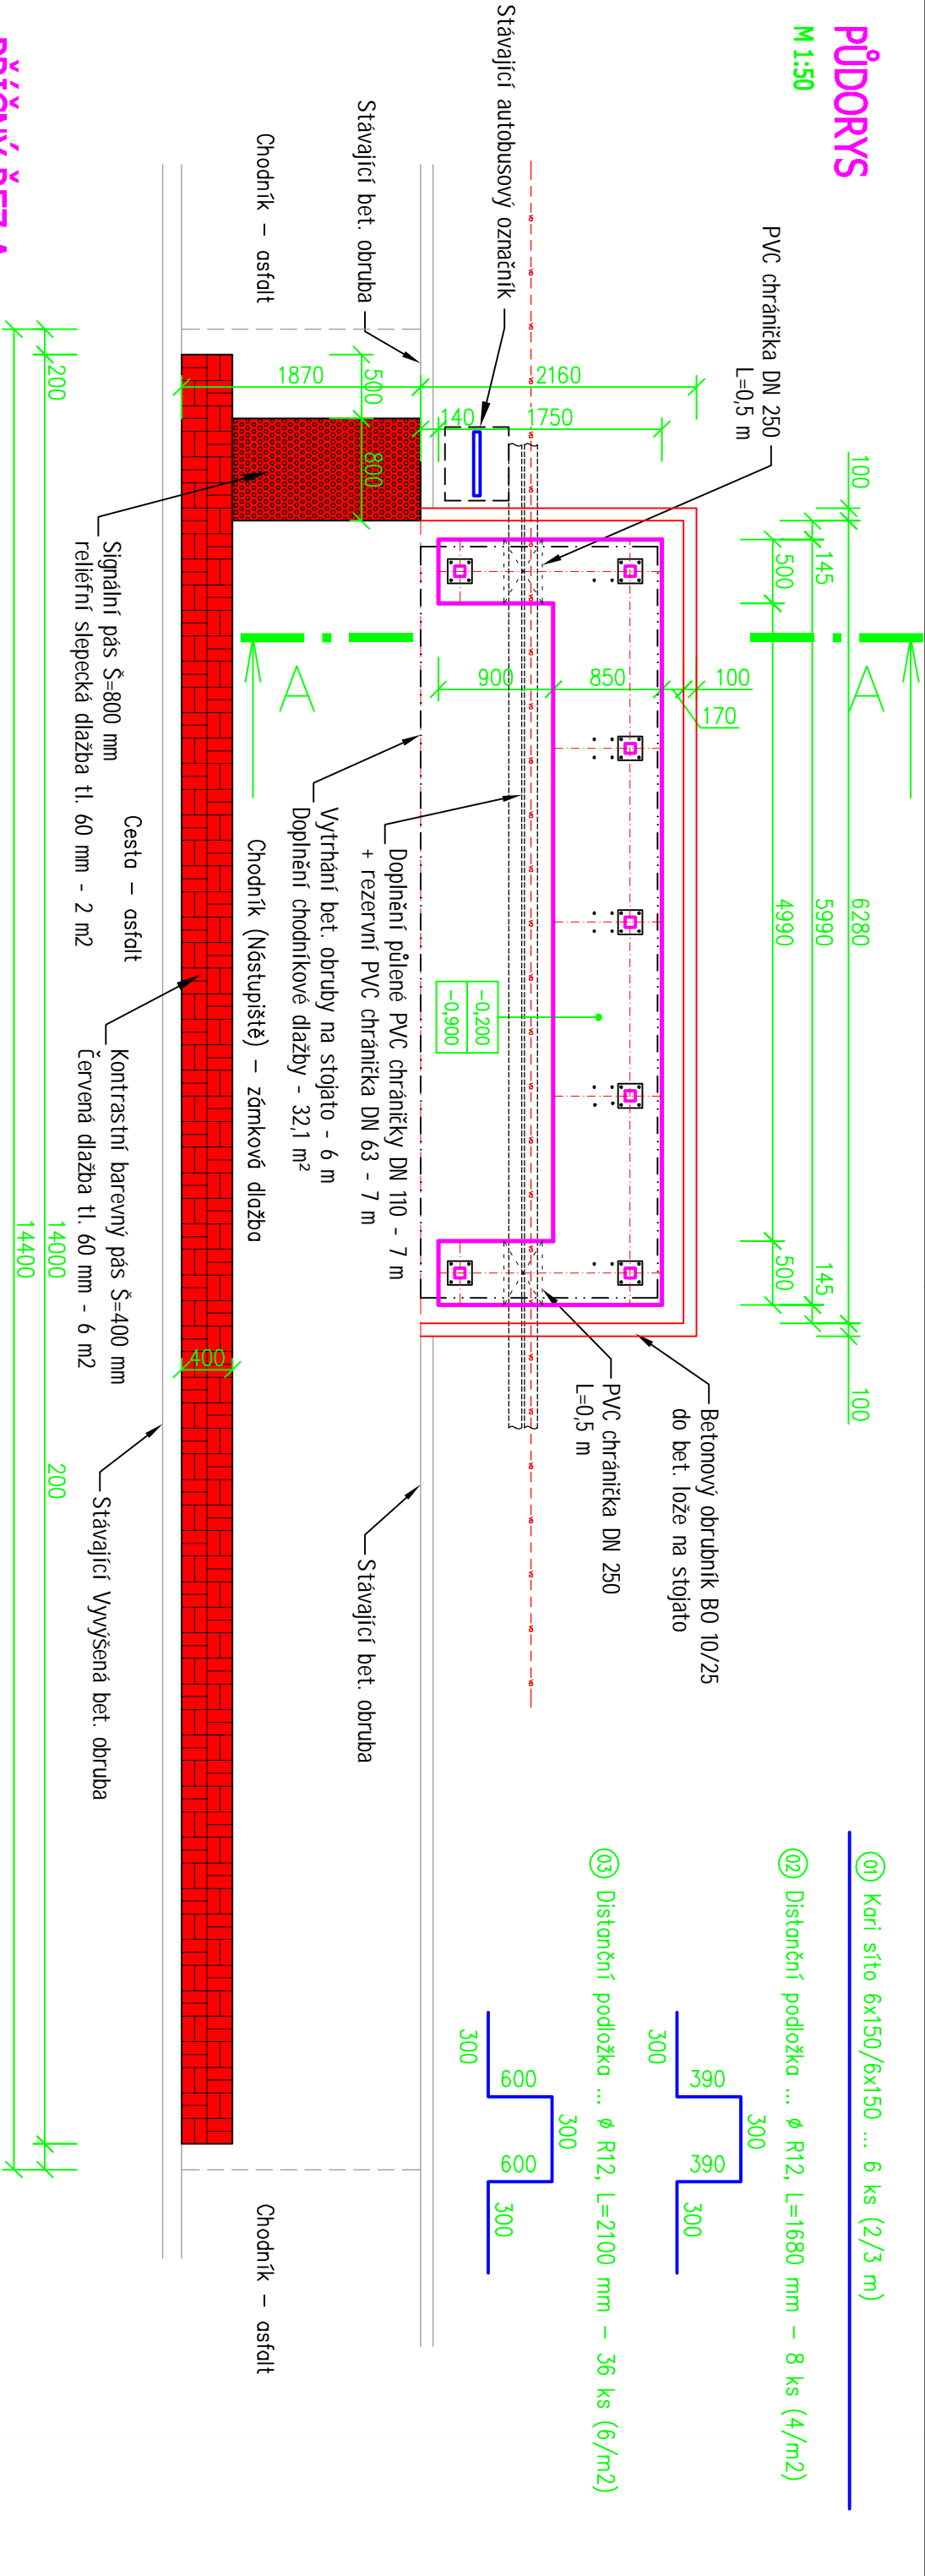 PŮDORYS
M 1:50
PVC chránička DN 250
L=0,5 m
Stávající autobusový označník
Stávající bet. obruba
Chodník – asfalt
100
6280
100
145
5990
145
500
4990
500
2160
1870
140
1750
500
800
900
850
100
170
A
A
-0,200
-0,900
Betonový obrubník BO 10/25
do bet. lože na stojato
PVC chránička DN 250
L=0,5 m
Stávající bet. obruba
Doplnění půlené PVC chráničky DN 110 - 7 m
+ rezervní PVC chránička DN 63 - 7 m
Vytrhání bet. obruby na stojato - 6 m
Doplnění chodníkové dlažby - 32,1 m²
Chodník (Nástupiště) – zámková dlažba
Signální pás Š=800 mm
reliéfní slepecká dlažba tl. 60 mm - 2 m2
Cesta – asfalt
Kontrastní barevný pás Š=400 mm
Červená dlažba tl. 60 mm - 6 m2
400
Stávající Vyvýšená bet. obruba
Chodník – asfalt
200
14000
200
14400
01 Kari síto 6x150/6x150 ... 6 ks (2/3 m)
02 Distanční podložka ... ø R12, L=1680 mm – 8 ks (4/m2)
300
390
300
390
300
03 Distanční podložka ... ø R12, L=2100 mm – 36 ks (6/m2)
300
600
300
600
300